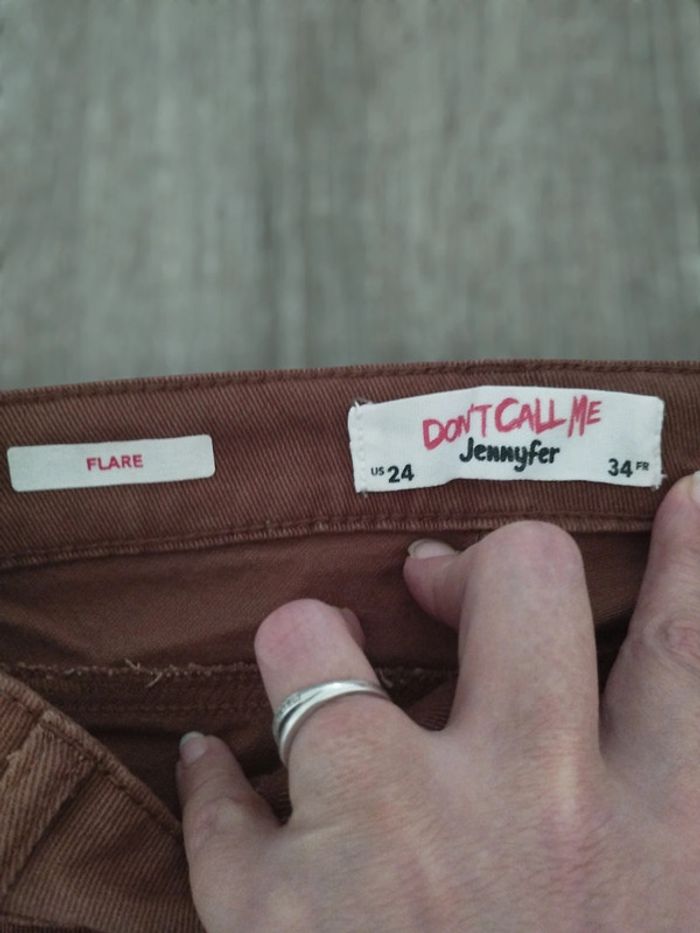 FLARE
DON'T CALL ME
Jennyfer
US 24
34 FR